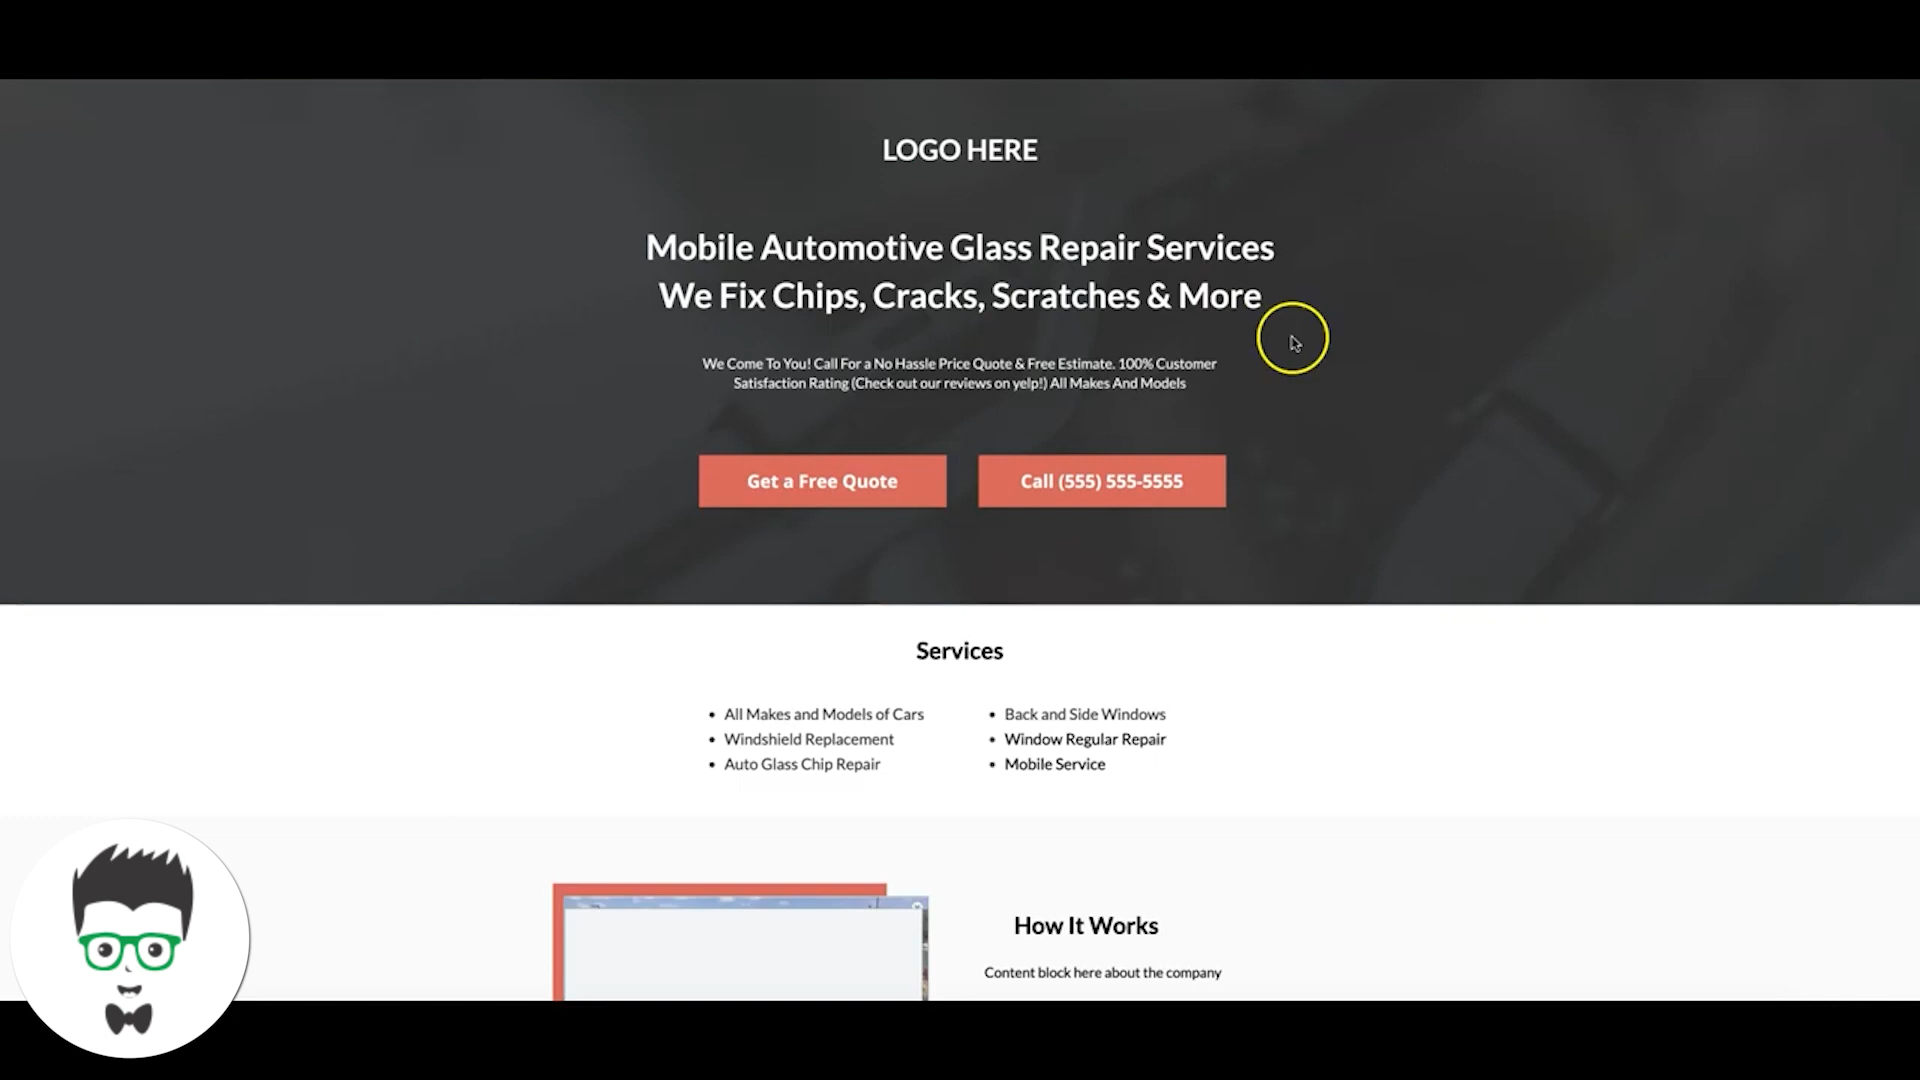 LOGO HERE
Mobile Automotive Glass Repair Services
We Fix Chips, Cracks, Scratches & More
We Come To You! Call For a No Hassle Price Quote & Free Estimate. 100% Customer
Satisfaction Rating (Check out our reviews on yelp!) All Makes And Models
Get a Free Quote
Call (555) 555-5555
Services
• All Makes and Models of Cars
• Windshield Replacement
• Auto Glass Chip Repair
• Back and Side Windows
• Window Regular Repair
• Mobile Service
How It Works
Content block here about the company